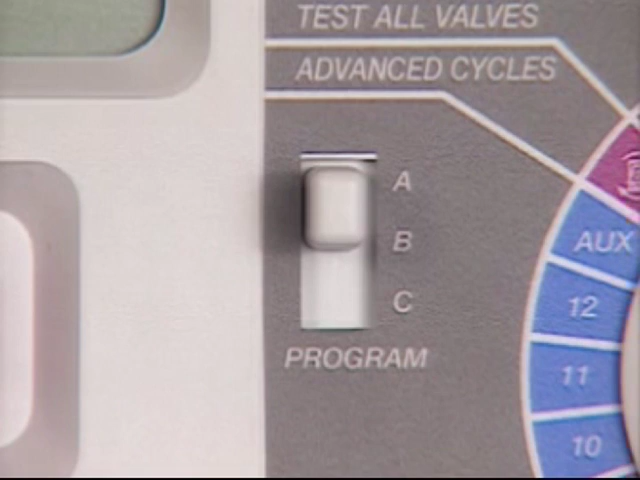 TEST ALL VALVES
ADVANCED CYCLES
A
B
C
PROGRAM
AUX
12
11
10